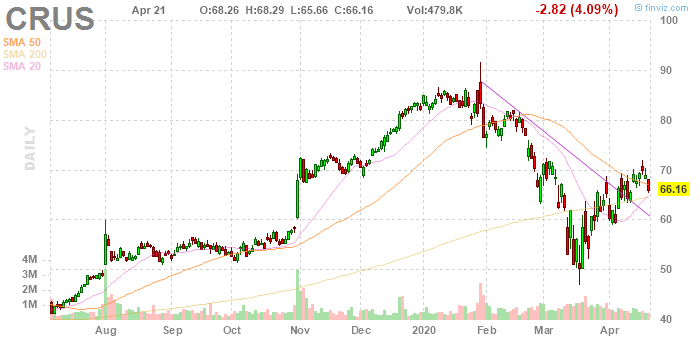 CRUS Apr 21 O:68.26 H:68.29 L:65.66 C:66.16 Vol:479.8K -2.82 (4.09%)
© finviz.com
SMA 50
SMA 200
SMA 20
DAILY
100
90
80
70
66.16
60
50
40
4M
3M
2M
1M
Aug Sep Oct Nov Dec 2020 Feb Mar Apr